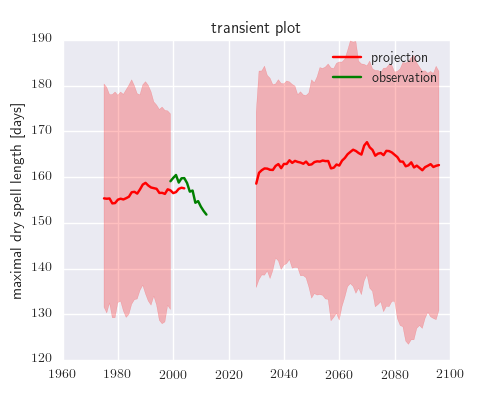 transient plot
190
180
170
160
150
140
130
120
maximal dry spell length [days]
projection
observation
1960 1980 2000 2020 2040 2060 2080 2100